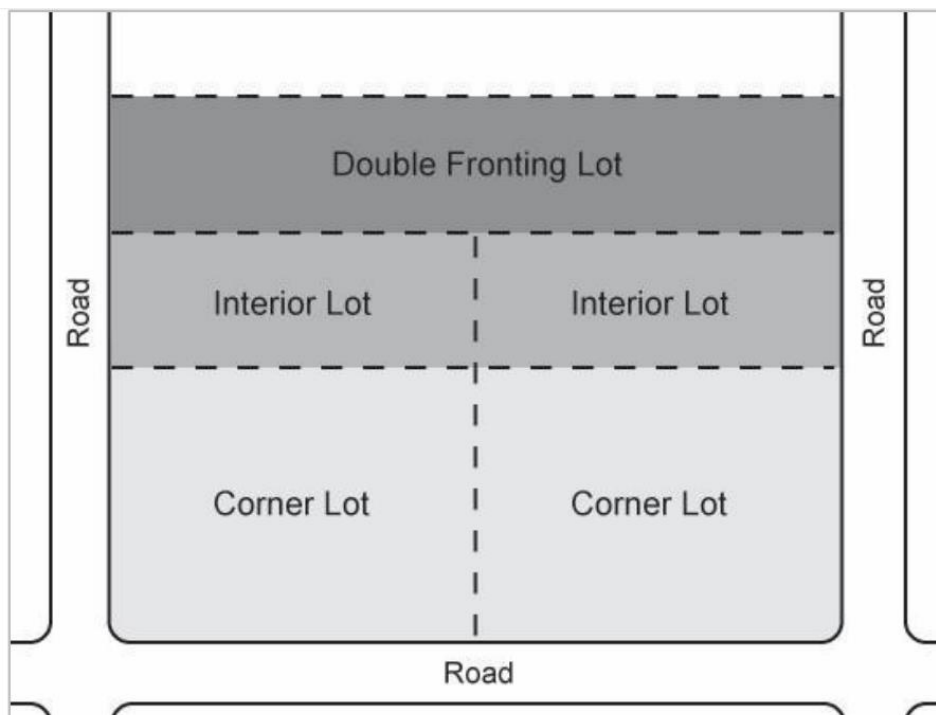 Double Fronting Lot
Interior Lot
Interior Lot
Road
Road
Corner Lot
Corner Lot
Road